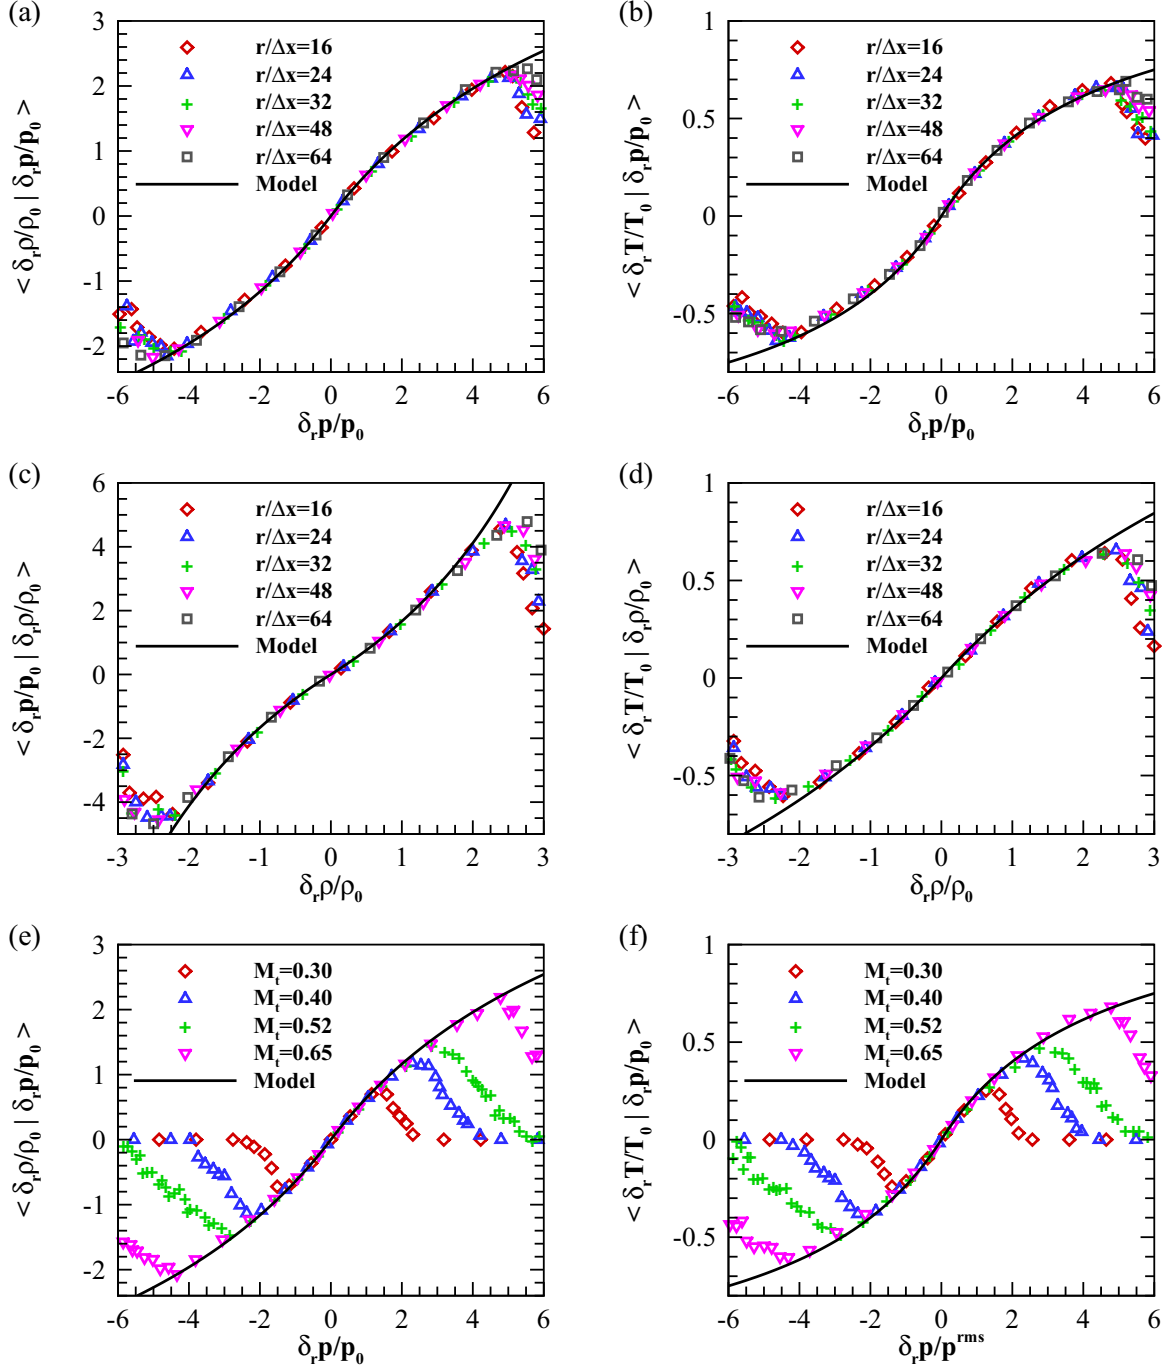 (a)
3
2
1
0
-1
-2
r/Δx=16
r/Δx=24
r/Δx=32
r/Δx=48
r/Δx=64
Model
< δᵣρ/ρ₀ | δᵣp/p₀ >
-6 -4 -2 0 2 4 6
δᵣp/p₀
(b)
1
0.5
0
-0.5
r/Δx=16
r/Δx=24
r/Δx=32
r/Δx=48
r/Δx=64
Model
< δᵣT/T₀ | δᵣp/p₀ >
-6 -4 -2 0 2 4 6
δᵣp/p₀
(c)
6
4
2
0
-2
-4
r/Δx=16
r/Δx=24
r/Δx=32
r/Δx=48
r/Δx=64
Model
< δᵣp/p₀ | δᵣρ/ρ₀ >
-3 -2 -1 0 1 2 3
δᵣρ/ρ₀
(d)
1
0.5
0
-0.5
r/Δx=16
r/Δx=24
r/Δx=32
r/Δx=48
r/Δx=64
Model
< δᵣT/T₀ | δᵣρ/ρ₀ >
-3 -2 -1 0 1 2 3
δᵣρ/ρ₀
(e)
3
2
1
0
-1
-2
Mₜ=0.30
Mₜ=0.40
Mₜ=0.52
Mₜ=0.65
Model
< δᵣρ/ρ₀ | δᵣp/p₀ >
-6 -4 -2 0 2 4 6
δᵣp/p₀
(f)
1
0.5
0
-0.5
Mₜ=0.30
Mₜ=0.40
Mₜ=0.52
Mₜ=0.65
Model
< δᵣT/T₀ | δᵣp/p₀ >
-6 -4 -2 0 2 4 6
δᵣp/pʳᵐˢ